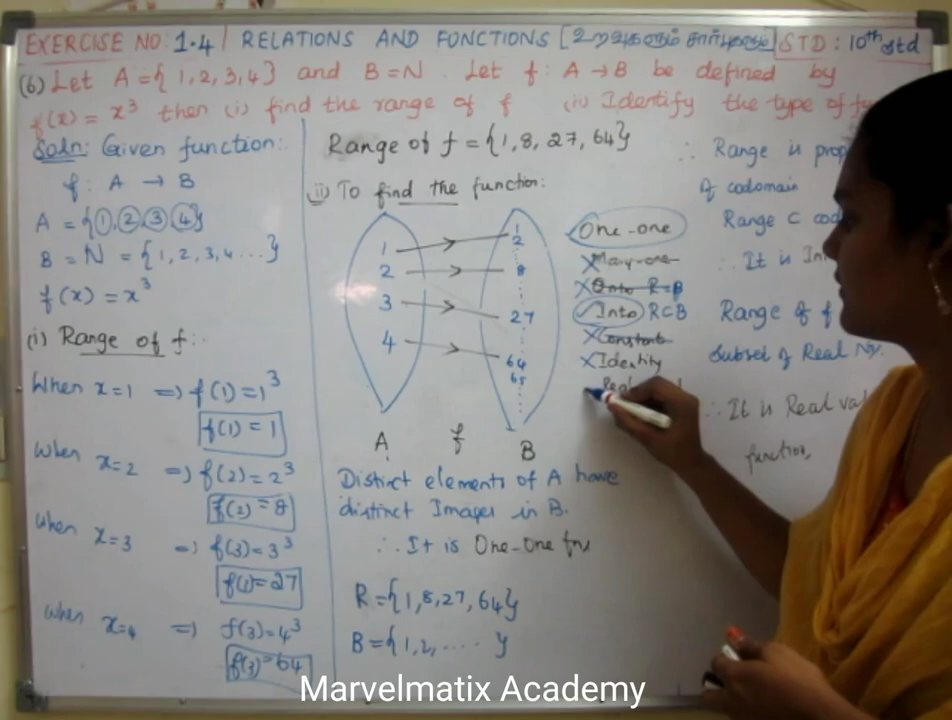 EXERCISE NO: 1.4 / RELATIONS AND FUNCTIONS [உறவுகளும் சார்புகளும்] STD: 10th std
(6) Let A = { 1,2,3,4} and B = N. Let f: A → B be defined by
f(x) = x³ then (i) find the range of f (ii) Identify the type of
Soln: Given function:.
f: A → B
A = {1,2,3,4}
B = N = {1,2,3,4....}
f(x) = x³
(i) Range of f:.
When x=1 => f(1) = 1³
f(1) = 1
when x=2 => f(2) = 2³
f(2) = 8
when x=3 => f(3) = 3³
f(3) = 27
when x=4 => f(3) = 4³
f(3) = 64
Range of f = {1,8, 27, 64}
(ii) To find the function:
1
2
3
4
1
2
8
27
64
65
A f B
One-one
X Many-one
X Onto R=B
✓ Into R⊂B
X Constant
X Identity
Real
Distinct elements of A have
distinct Images in B.
∴ It is One-One fn
R = {1,8,27,64}
B = {1,2, ..... }
∴ Range is
of codomain
Range ⊂
∴ It is
Range of f
Subset of Real No.
∴ It is Real
function.
Marvelmatix Academy